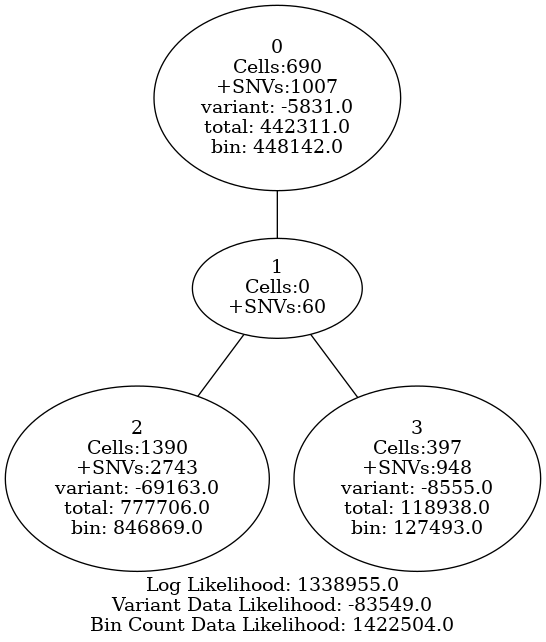 0
Cells:690
+SNVs:1007
variant: -5831.0
total: 442311.0
bin: 448142.0
1
Cells:0
+SNVs:60
2
Cells:1390
+SNVs:2743
variant: -69163.0
total: 777706.0
bin: 846869.0
3
Cells:397
+SNVs:948
variant: -8555.0
total: 118938.0
bin: 127493.0
Log Likelihood: 1338955.0
Variant Data Likelihood: -83549.0
Bin Count Data Likelihood: 1422504.0